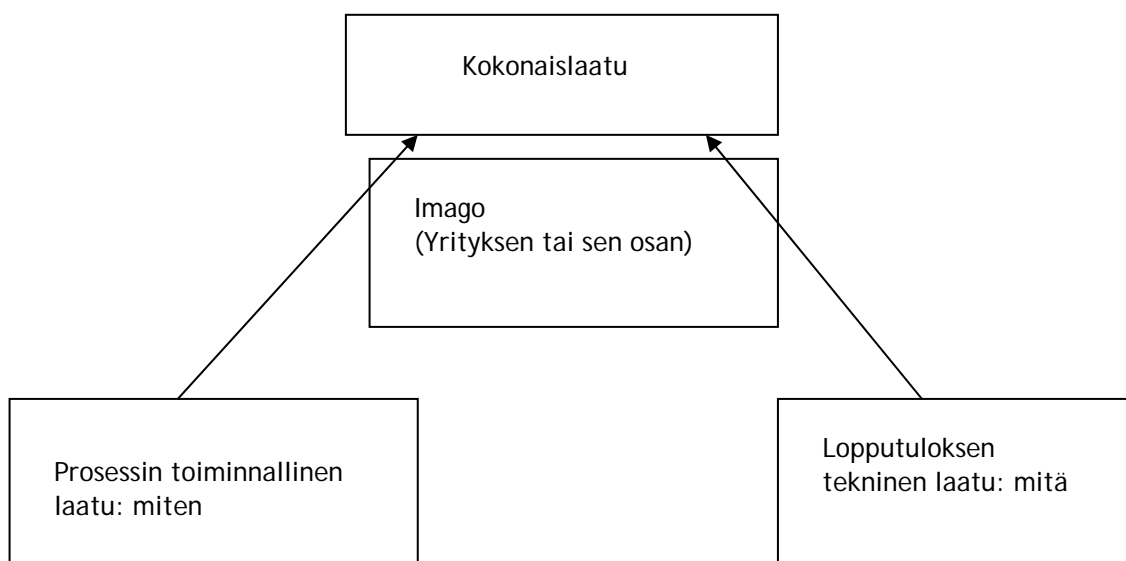 Kokonaislaatu
Imago
(Yrityksen tai sen osan)
Prosessin toiminnallinen
laatu: miten
Lopputuloksen
tekninen laatu: mitä